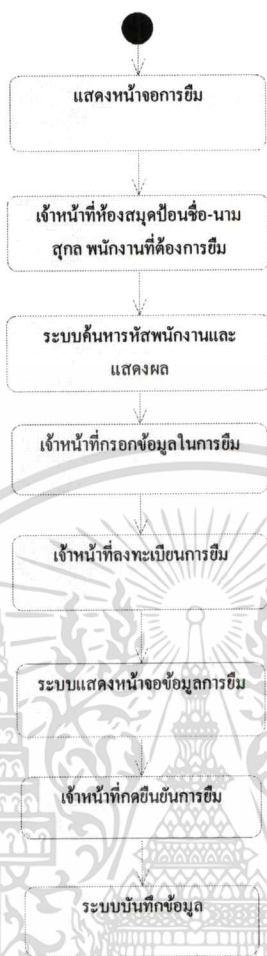 แสดงหน้าจอการยืม
เจ้าหน้าที่ห้องสมุดป้อนชื่อ-นาม
สุกล พนักงานที่ต้องการยืม
ระบบค้นหารหัสพนักงานและ
แสดงผล
เจ้าหน้าที่กรอกข้อมูลในการยืม
เจ้าหน้าที่ลงทะเบียนการยืม
ระบบแสดงหน้าจอข้อมูลการยืม
เจ้าหน้าที่กดยืนยันการยืม
ระบบบันทึกข้อมูล